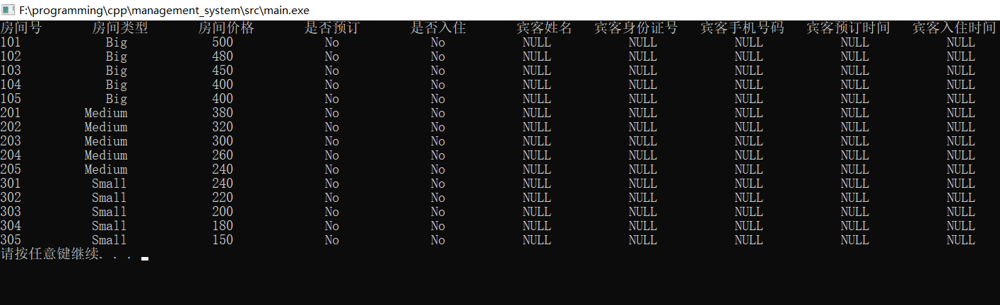 F:\programming\cpp\management_system\src\main.exe
房间号 房间类型 房间价格 是否预订 是否入住 宾客姓名 宾客身份证号 宾客手机号码 宾客预订时间 宾客入住时间
101 Big 500 No No NULL NULL NULL NULL NULL
102 Big 480 No No NULL NULL NULL NULL NULL
103 Big 450 No No NULL NULL NULL NULL NULL
104 Big 400 No No NULL NULL NULL NULL NULL
105 Big 400 No No NULL NULL NULL NULL NULL
201 Medium 380 No No NULL NULL NULL NULL NULL
202 Medium 320 No No NULL NULL NULL NULL NULL
203 Medium 300 No No NULL NULL NULL NULL NULL
204 Medium 260 No No NULL NULL NULL NULL NULL
205 Medium 240 No No NULL NULL NULL NULL NULL
301 Small 240 No No NULL NULL NULL NULL NULL
302 Small 220 No No NULL NULL NULL NULL NULL
303 Small 200 No No NULL NULL NULL NULL NULL
304 Small 180 No No NULL NULL NULL NULL NULL
305 Small 150 No No NULL NULL NULL NULL NULL
请按任意键继续. . .